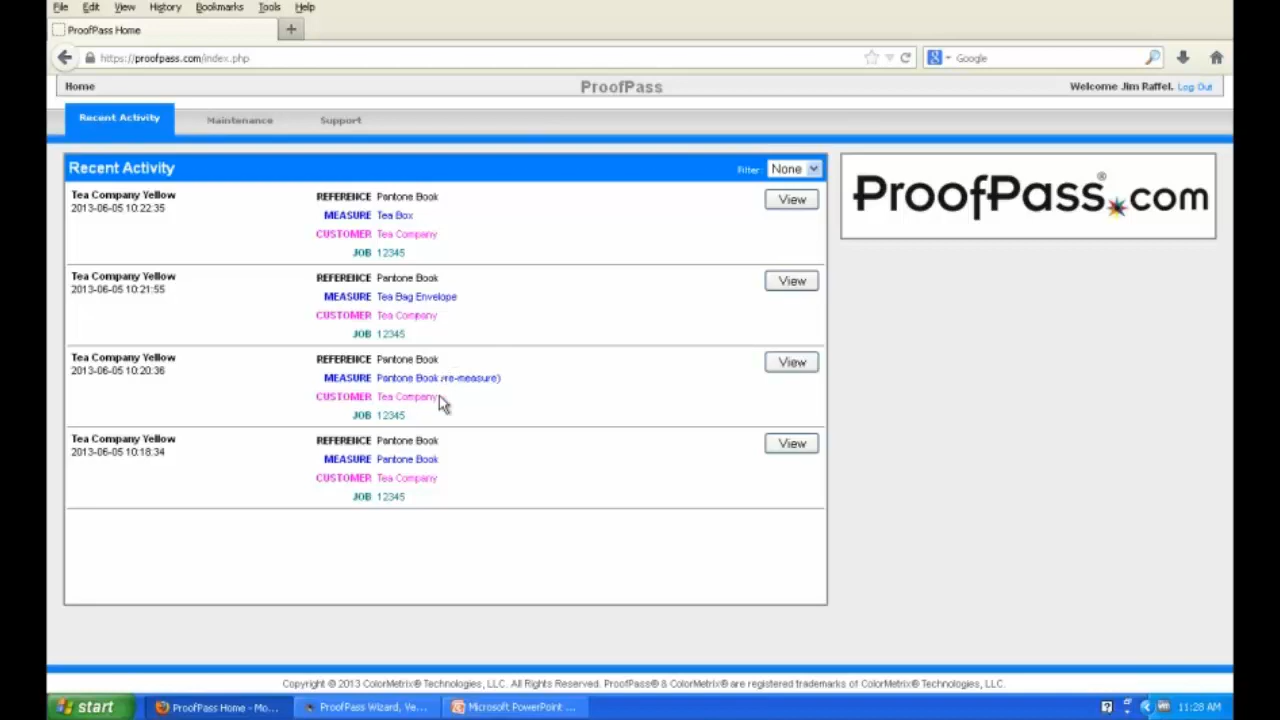 File Edit View History Bookmarks Tools Help
ProofPass Home
https://proofpass.com/index.php
Google
Home ProofPass Welcome Jim Raffel. Log Out
Recent Activity Maintenance Support
Recent Activity Filter None
Tea Company Yellow REFERENCE Pantone Book View
2013-06-05 10:22:35
MEASURE Tea Box
CUSTOMER Tea Company
JOB 12345
Tea Company Yellow REFERENCE Pantone Book View
2013-06-05 10:21:55
MEASURE Tea Bag Envelope
CUSTOMER Tea Company
JOB 12345
Tea Company Yellow REFERENCE Pantone Book View
2013-06-05 10:20:36
MEASURE Pantone Book (re-measure)
CUSTOMER Tea Company
JOB 12345
Tea Company Yellow REFERENCE Pantone Book View
2013-06-05 10:18:34
MEASURE Pantone Book
CUSTOMER Tea Company
JOB 12345
ProofPass®.com
Copyright © 2013 ColorMetrix® Technologies, LLC. All Rights Reserved. ProofPass® & ColorMetrix® are registered trademarks of ColorMetrix® Technologies, LLC.
start ProofPass Home - Mo... ProofPass Wizard, Ve... Microsoft PowerPoint ... 11:28 AM